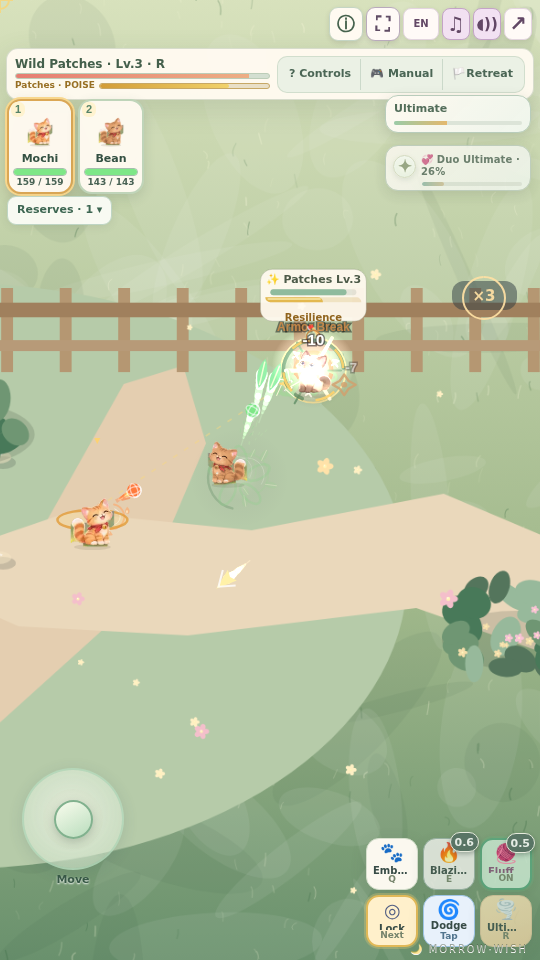 EN
Wild Patches · Lv.3 · R
Patches · POISE
? Controls
🎮 Manual
🏳️Retreat
1
Mochi
159 / 159
2
Bean
143 / 143
Reserves · 1 ▾
Ultimate
💞 Duo Ultimate · 26%
✨ Patches Lv.3
Resilience
Armor Break
-10
-7
×3
Move
Emb...
Q
0.6
Blazi...
E
0.5
Fluff
ON
Lock
Next
Dodge
Tap
Ulti...
R
🌙 MORROW-WISH